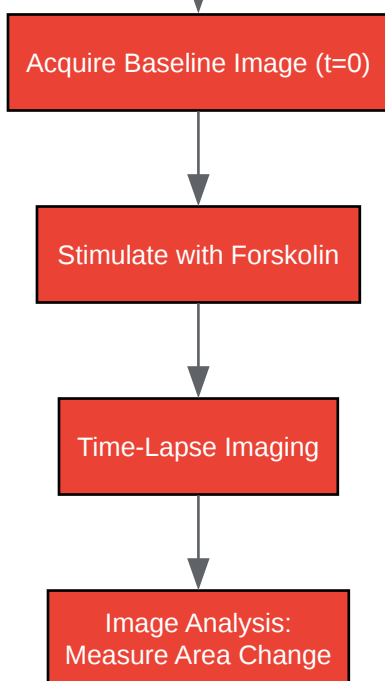 Acquire Baseline Image (t=0)
Stimulate with Forskolin
Time-Lapse Imaging
Image Analysis:
Measure Area Change